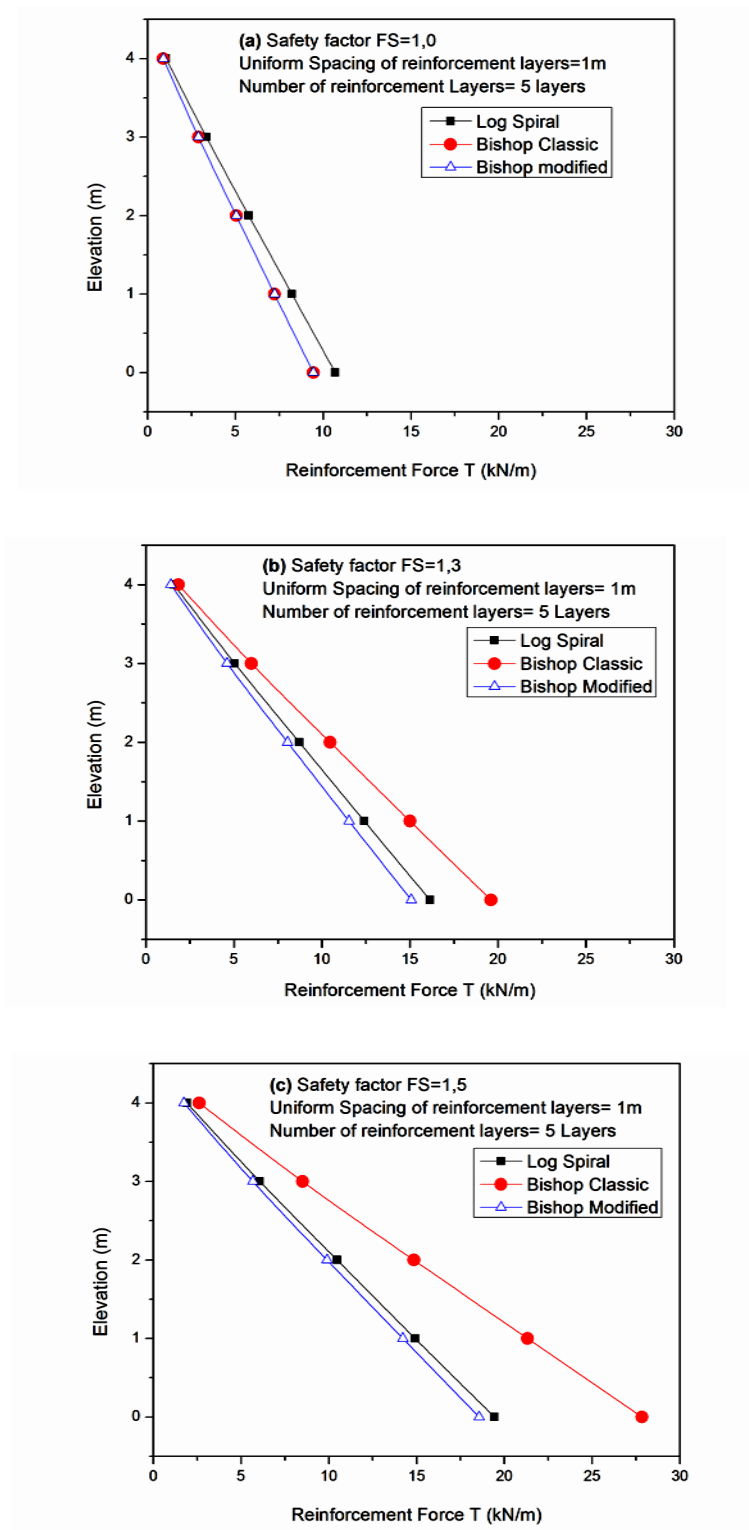 (a) Safety factor FS=1,0
Uniform Spacing of reinforcement layers=1m
Number of reinforcement Layers= 5 layers
Log Spiral
Bishop Classic
Bishop modified
Elevation (m)
4
3
2
1
0
0
5
10
15
20
25
30
Reinforcement Force T (kN/m)
(b) Safety factor FS=1,3
Uniform Spacing of reinforcement layers= 1m
Number of reinforcement layers= 5 Layers
Log Spiral
Bishop Classic
Bishop Modified
Elevation (m)
4
3
2
1
0
0
5
10
15
20
25
30
Reinforcement Force T (kN/m)
(c) Safety factor FS=1,5
Uniform Spacing of reinforcement layers= 1m
Number of reinforcement layers= 5 Layers
Log Spiral
Bishop Classic
Bishop Modified
Elevation (m)
4
3
2
1
0
0
5
10
15
20
25
30
Reinforcement Force T (kN/m)